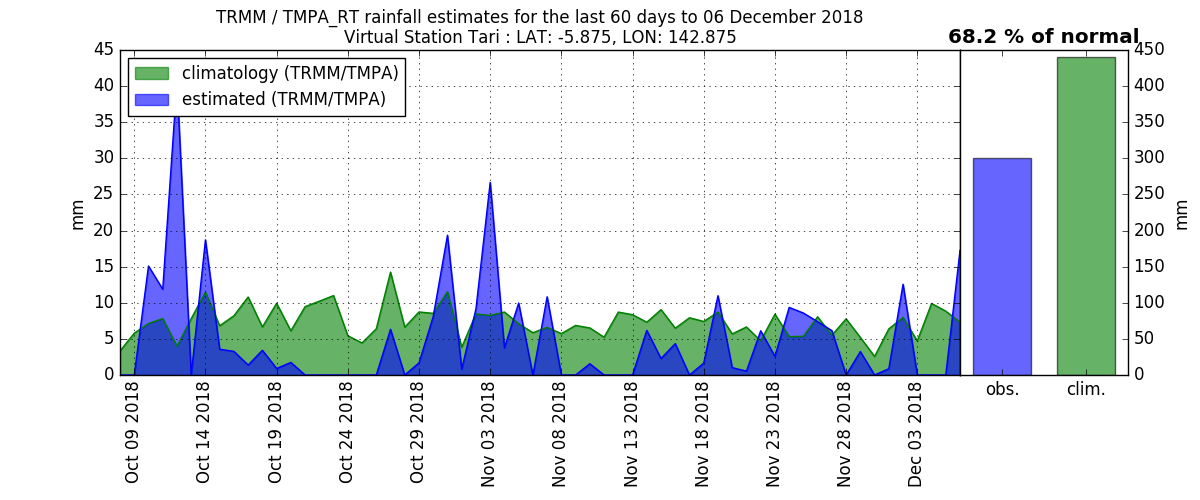 TRMM / TMPA_RT rainfall estimates for the last 60 days to 06 December 2018
Virtual Station Tari : LAT: -5.875, LON: 142.875
68.2 % of normal
climatology (TRMM/TMPA)
estimated (TRMM/TMPA)
45
40
35
30
25
20
15
10
5
0
mm
Oct 09 2018
Oct 14 2018
Oct 19 2018
Oct 24 2018
Oct 29 2018
Nov 03 2018
Nov 08 2018
Nov 13 2018
Nov 18 2018
Nov 23 2018
Nov 28 2018
Dec 03 2018
obs.
clim.
450
400
350
300
250
200
150
100
50
0
mm